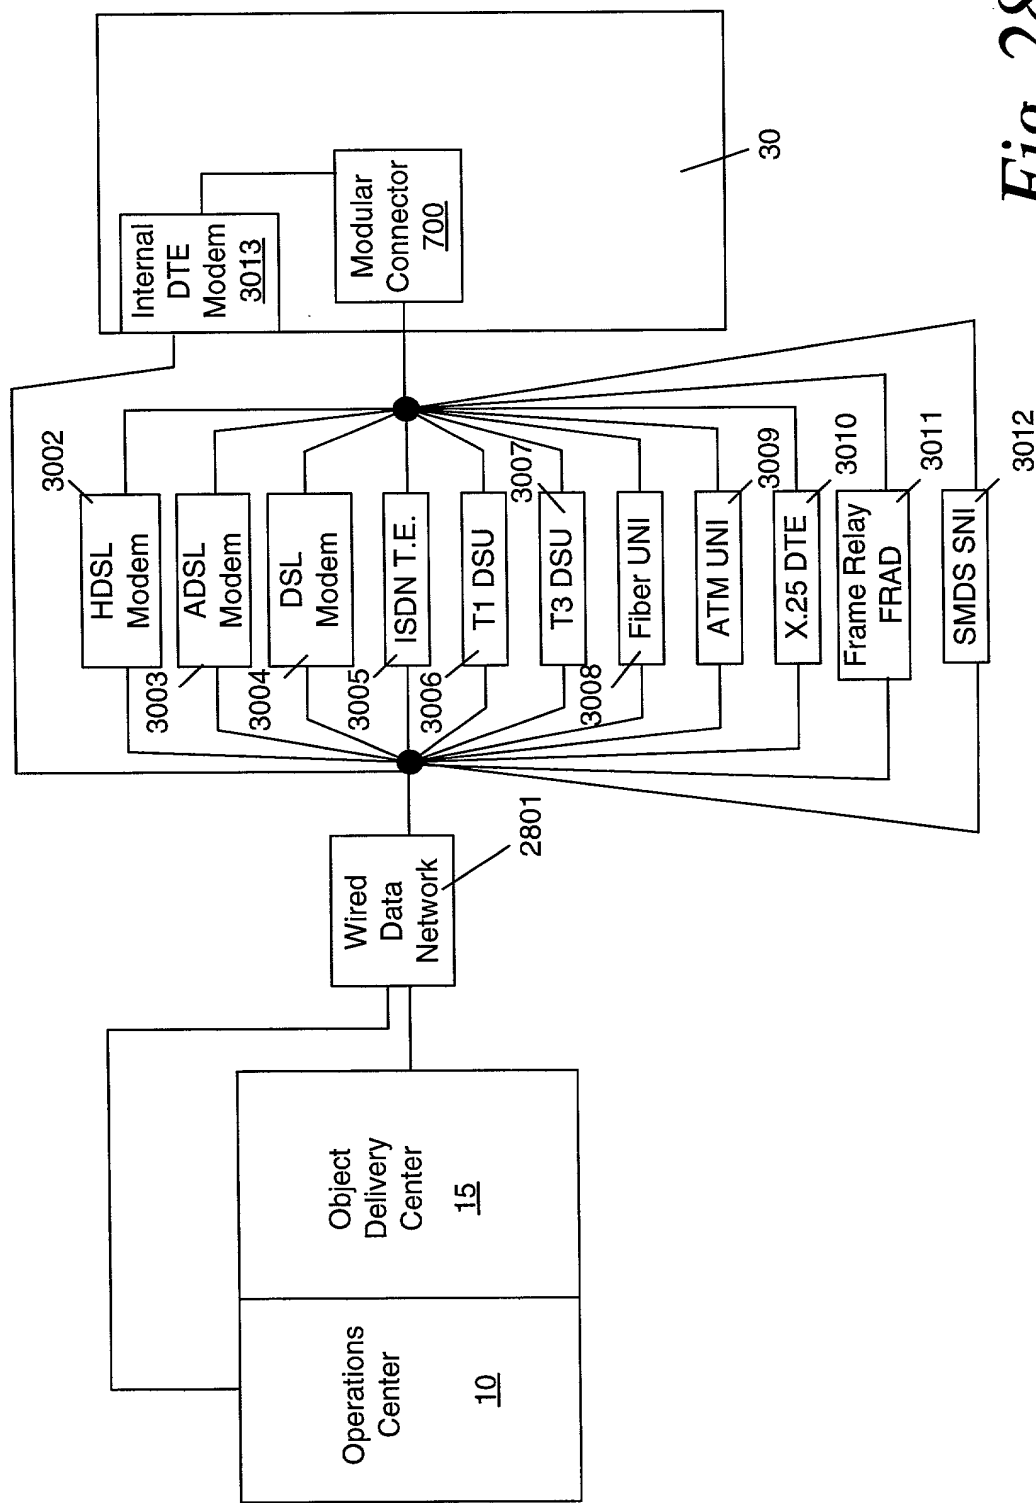 Operations
Center
10
Object
Delivery
Center
15
Wired
Data
Network
2801
HDSL
Modem
3002
ADSL
Modem
3003
DSL
Modem
3004
ISDN T.E.
3005
T1 DSU
3006
T3 DSU
3007
Fiber UNI
3008
ATM UNI
3009
X.25 DTE
3010
Frame Relay
FRAD
3011
SMDS SNI
3012
Internal
DTE
Modem
3013
Modular
Connector
700
30
Fig. 28